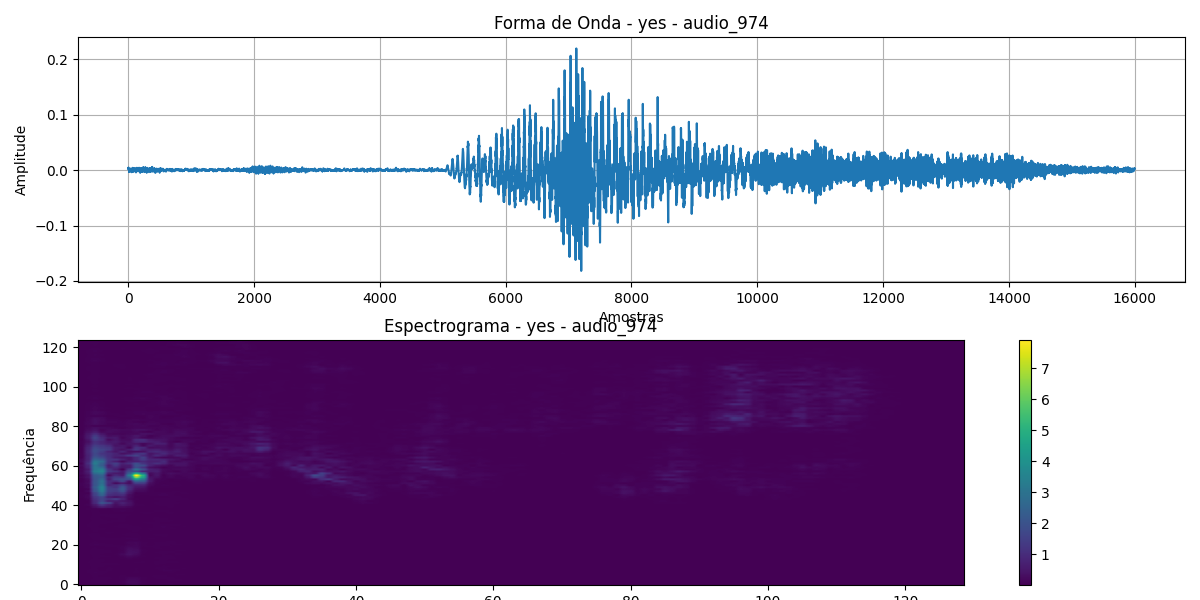 Forma de Onda - yes - audio_974
Amplitude
0.2
0.1
0.0
−0.1
−0.2
0 2000 4000 6000 8000 10000 12000 14000 16000
Amostras
Espectrograma - yes - audio_974
Frequência
120
100
80
60
40
20
0
0 20 40 60 80 100 120
7
6
5
4
3
2
1